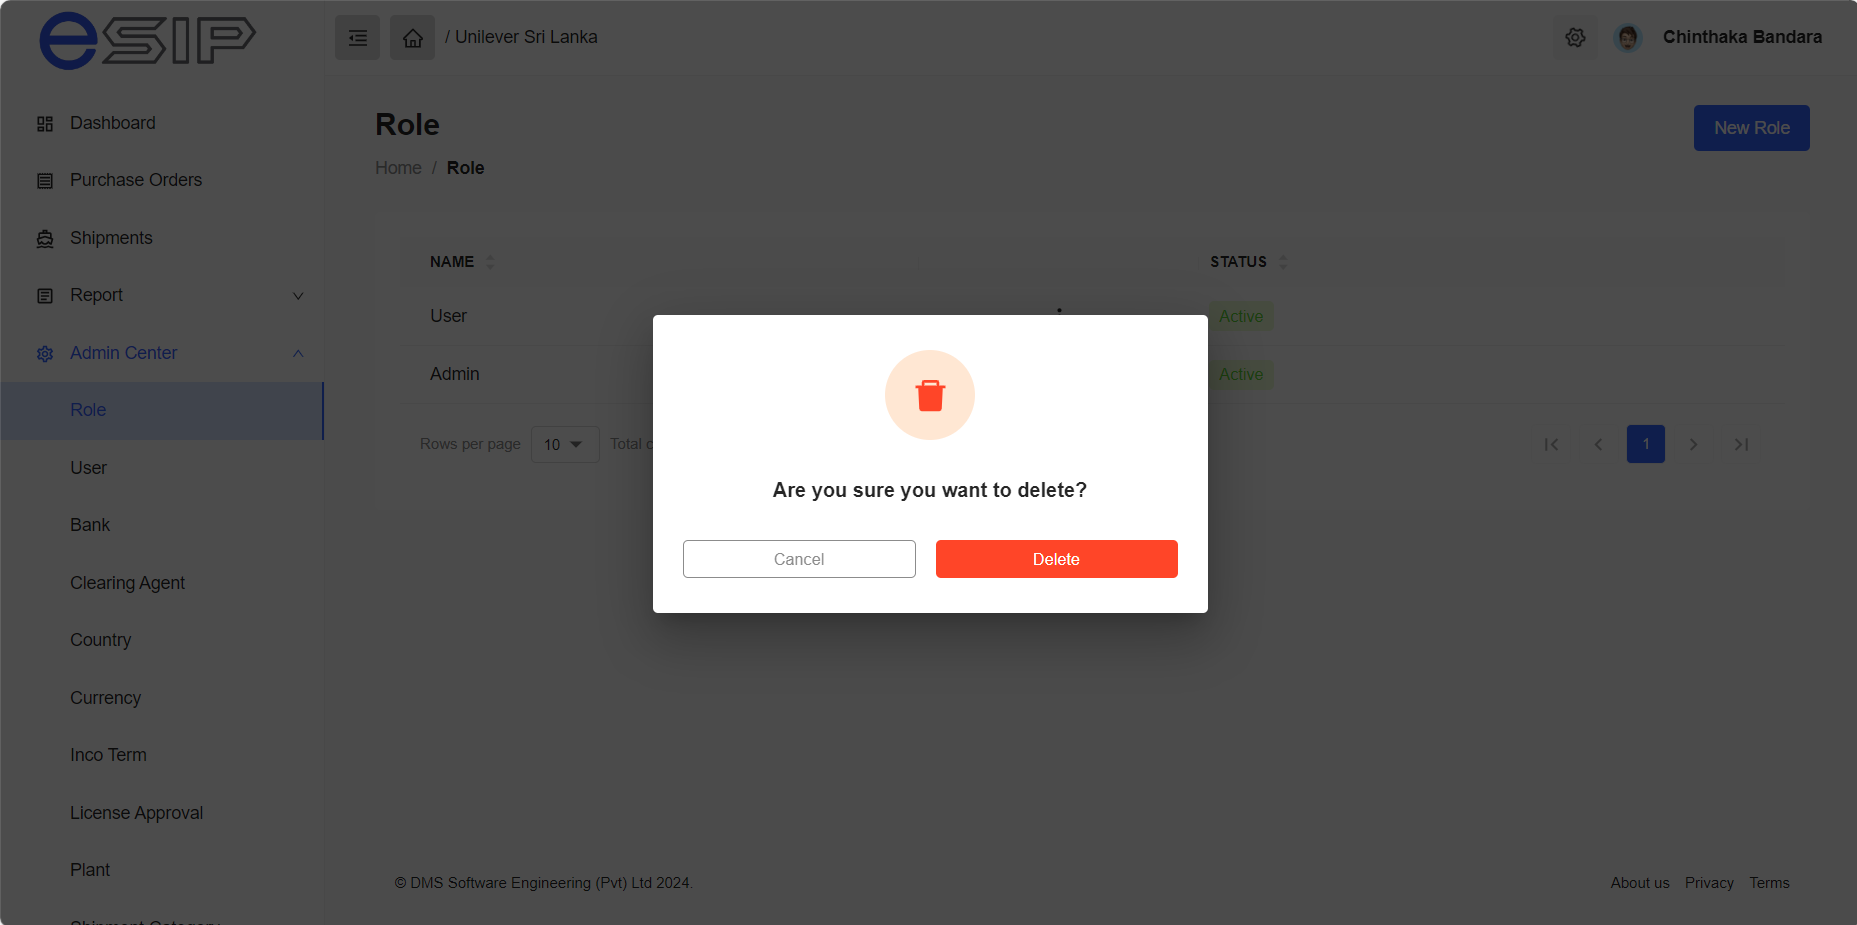 eSIP
/ Unilever Sri Lanka
Chinthaka Bandara
Dashboard
Purchase Orders
Shipments
Report
Admin Center
Role
User
Bank
Clearing Agent
Country
Currency
Inco Term
License Approval
Plant
Shipment Category
Role
New Role
Home / Role
NAME STATUS
User Active
Admin Active
Rows per page 10 Total
1
Are you sure you want to delete?
Cancel Delete
© DMS Software Engineering (Pvt) Ltd 2024.
About us Privacy Terms